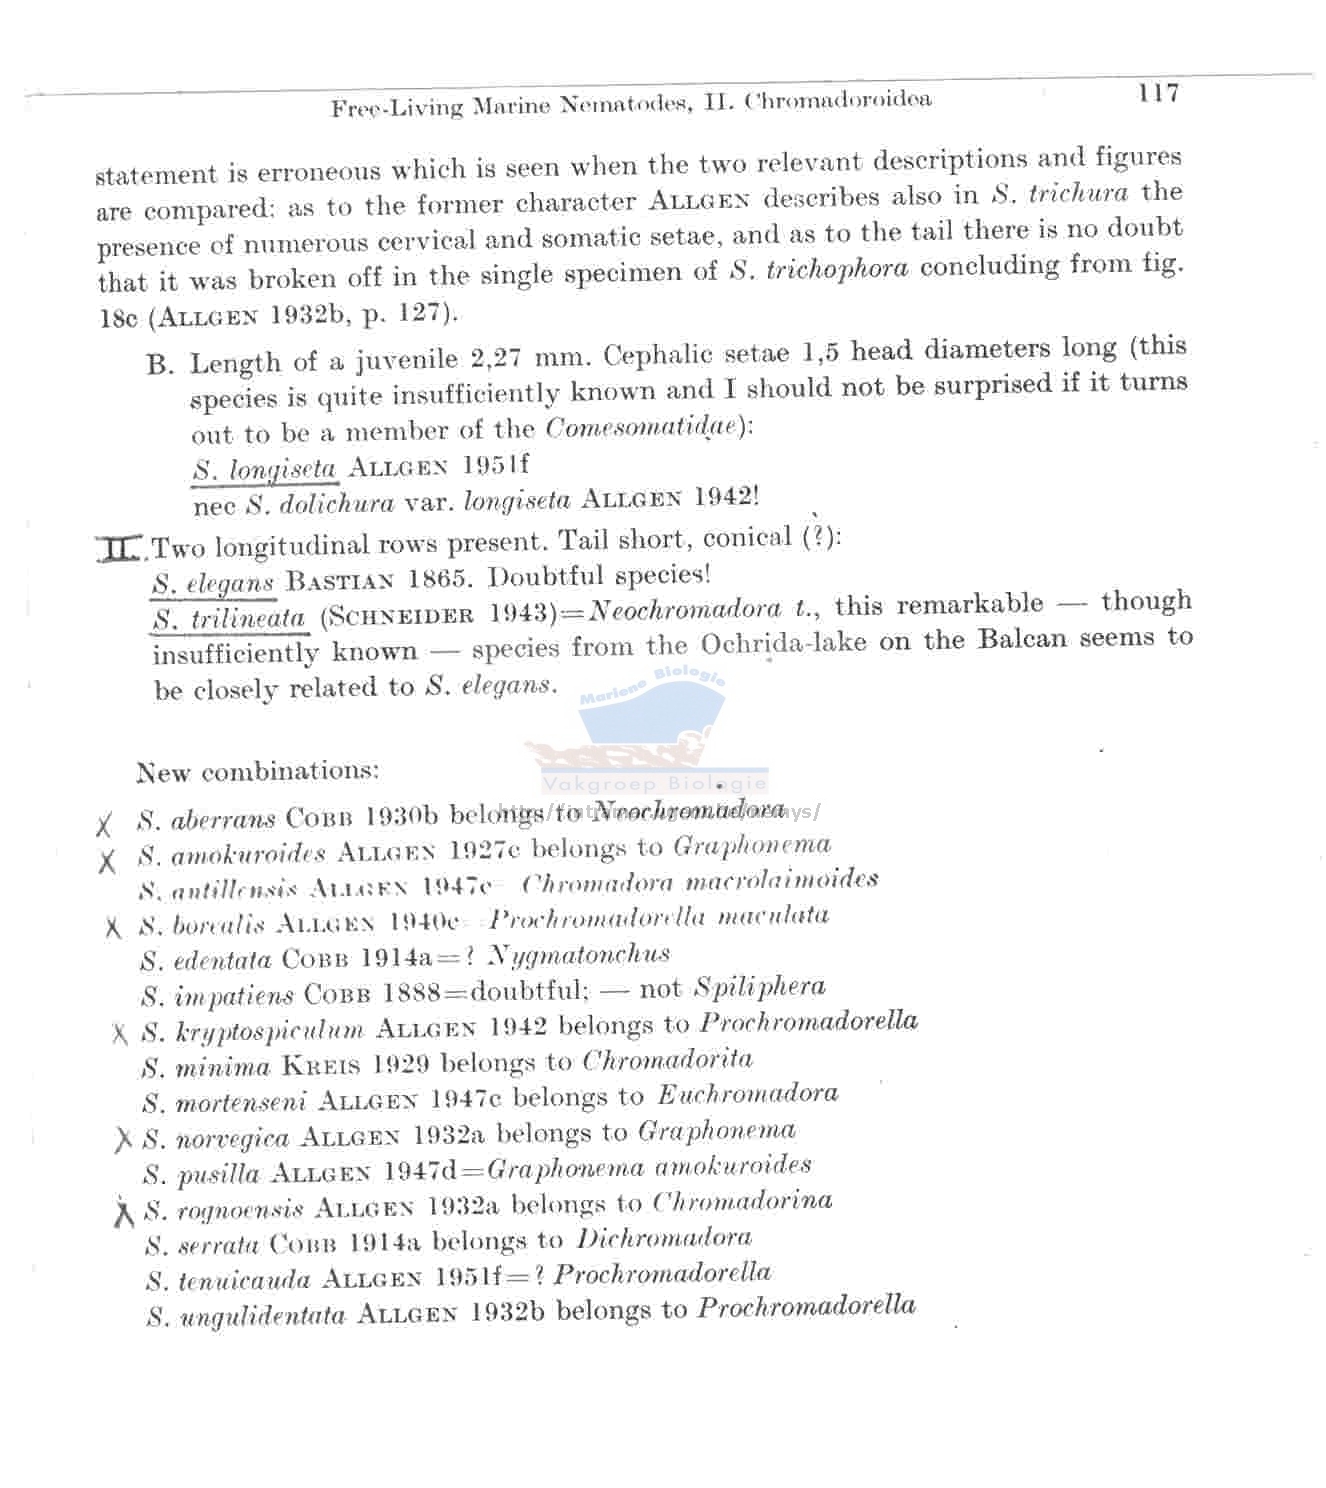 Free-Living Marine Nematodes, II. Chromadoroidea 117
statement is erroneous which is seen when the two relevant descriptions and figures
are compared: as to the former character ALLGEN describes also in S. trichura the
presence of numerous cervical and somatic setae, and as to the tail there is no doubt
that it was broken off in the single specimen of S. trichophora concluding from fig.
18c (ALLGEN 1932b, p. 127).
B. Length of a juvenile 2,27 mm. Cephalic setae 1,5 head diameters long (this
species is quite insufficiently known and I should not be surprised if it turns
out to be a member of the Comesomatidae):
S. longiseta ALLGEN 1951f
nec S. dolichura var. longiseta ALLGEN 1942!
II. Two longitudinal rows present. Tail short, conical (?):
S. elegans BASTIAN 1865. Doubtful species!
S. trilineata (SCHNEIDER 1943)=Neochromadora t., this remarkable — though
insufficiently known — species from the Ochrida-lake on the Balcan seems to
be closely related to S. elegans.
Mariene Biologie
Vakgroep Biologie
New combinations:
X S. aberrans COBB 1930b belongs to Neochromadora
X S. amokuroides ALLGEN 1927c belongs to Graphonema
S. antillensis ALLGEN 1947c Chromadora macrolaimoides
X S. borealis ALLGEN 1940c Prochromadorella maculata
S. edentata COBB 1914a=? Nygmatonchus
S. impatiens COBB 1888=doubtful; — not Spiliphera
X S. kryptospiculum ALLGEN 1942 belongs to Prochromadorella
S. minima KREIS 1929 belongs to Chromadorita
S. mortenseni ALLGEN 1947c belongs to Euchromadora
X S. norvegica ALLGEN 1932a belongs to Graphonema
S. pusilla ALLGEN 1947d=Graphonema amokuroides
X S. rognoensis ALLGEN 1932a belongs to Chromadorina
S. serrata COBB 1914a belongs to Dichromadora
S. tenuicauda ALLGEN 1951f=? Prochromadorella
S. ungulidentata ALLGEN 1932b belongs to Prochromadorella